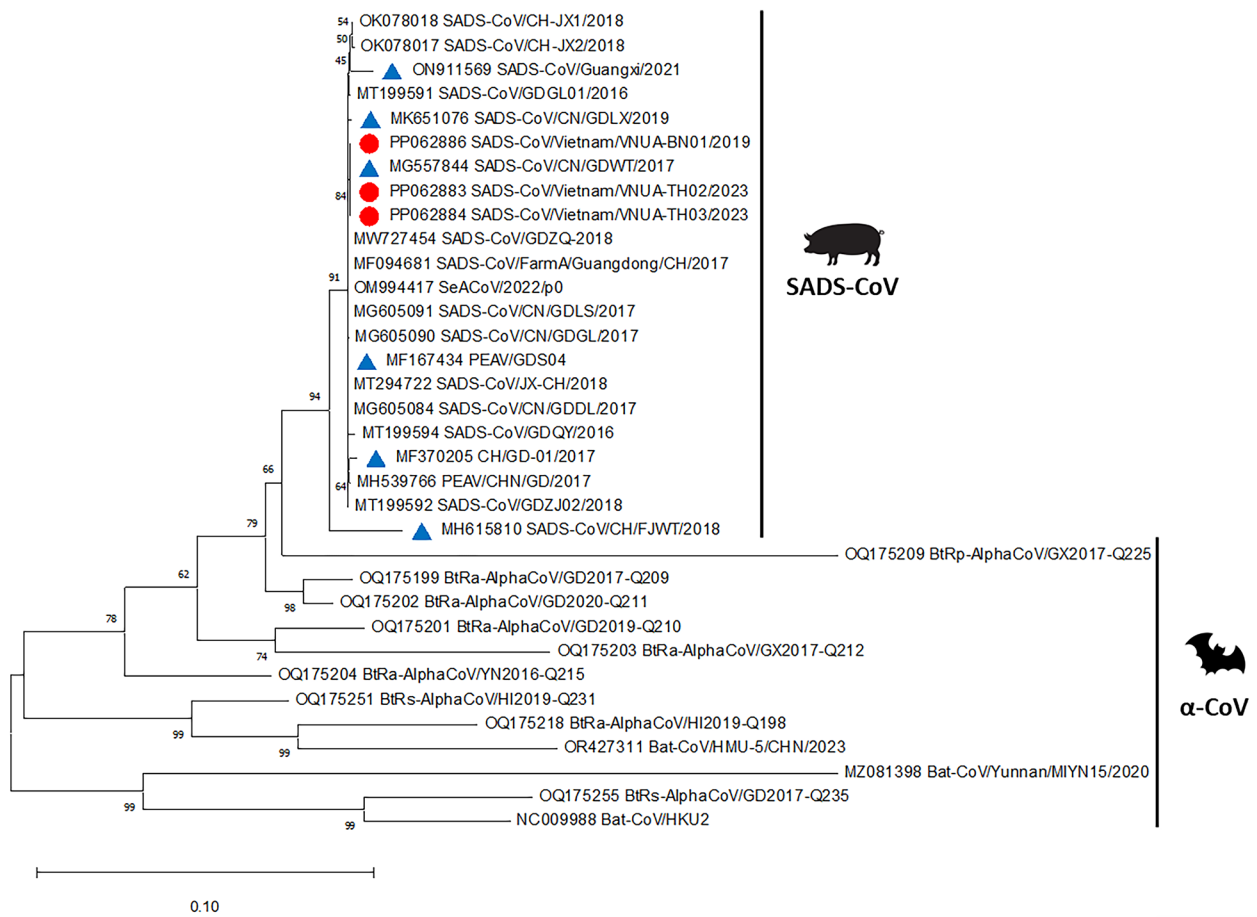 54
OK078018 SADS-CoV/CH-JX1/2018
50
OK078017 SADS-CoV/CH-JX2/2018
45
ON911569 SADS-CoV/Guangxi/2021
MT199591 SADS-CoV/GDGL01/2016
MK651076 SADS-CoV/CN/GDLX/2019
PP062886 SADS-CoV/Vietnam/VNUA-BN01/2019
MG557844 SADS-CoV/CN/GDWT/2017
84
PP062883 SADS-CoV/Vietnam/VNUA-TH02/2023
PP062884 SADS-CoV/Vietnam/VNUA-TH03/2023
MW727454 SADS-CoV/GDZQ-2018
MF094681 SADS-CoV/FarmA/Guangdong/CH/2017
91
OM994417 SeACoV/2022/p0
SADS-CoV
MG605091 SADS-CoV/CN/GDLS/2017
MG605090 SADS-CoV/CN/GDGL/2017
MF167434 PEAV/GDS04
MT294722 SADS-CoV/JX-CH/2018
94
MG605084 SADS-CoV/CN/GDDL/2017
MT199594 SADS-CoV/GDQY/2016
MF370205 CH/GD-01/2017
66
64
MH539766 PEAV/CHN/GD/2017
MT199592 SADS-CoV/GDZJ02/2018
79
MH615810 SADS-CoV/CH/FJWT/2018
OQ175209 BtRp-AlphaCoV/GX2017-Q225
62
OQ175199 BtRa-AlphaCoV/GD2017-Q209
98
OQ175202 BtRa-AlphaCoV/GD2020-Q211
78
OQ175201 BtRa-AlphaCoV/GD2019-Q210
74
OQ175203 BtRa-AlphaCoV/GX2017-Q212
OQ175204 BtRa-AlphaCoV/YN2016-Q215
OQ175251 BtRs-AlphaCoV/HI2019-Q231
α-CoV
99
OQ175218 BtRa-AlphaCoV/HI2019-Q198
99
OR427311 Bat-CoV/HMU-5/CHN/2023
MZ081398 Bat-CoV/Yunnan/MIYN15/2020
99
OQ175255 BtRs-AlphaCoV/GD2017-Q235
99
NC009988 Bat-CoV/HKU2
0.10